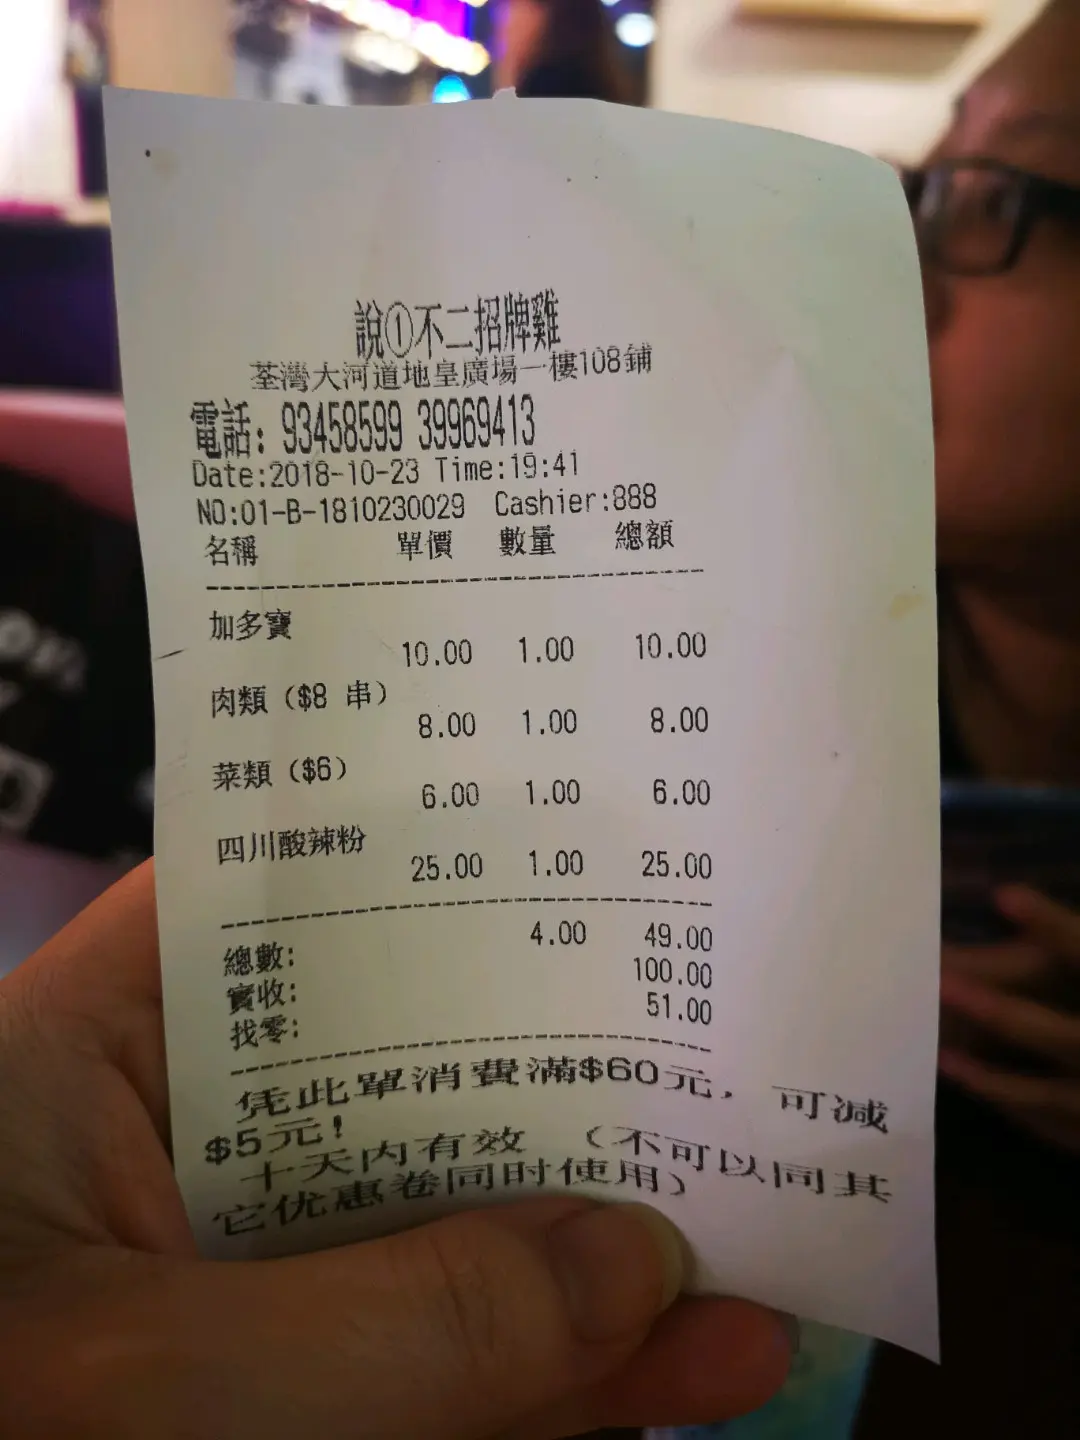 說①不二招牌雞
荃灣大河道地皇廣場一樓108鋪
電話: 93458599 39969413
Date:2018-10-23 Time:19:41
NO:01-B-1810230029 Cashier:888
名稱 單價 數量 總額
加多寶
10.00 1.00 10.00
肉類（$8 串）
8.00 1.00 8.00
菜類（$6）
6.00 1.00 6.00
四川酸辣粉
25.00 1.00 25.00
總數: 4.00 49.00
實收: 100.00
找零: 51.00
凭此單消费滿$60元，可减
$5元!
十天内有效 （不可以同其
它优惠卷同时使用）